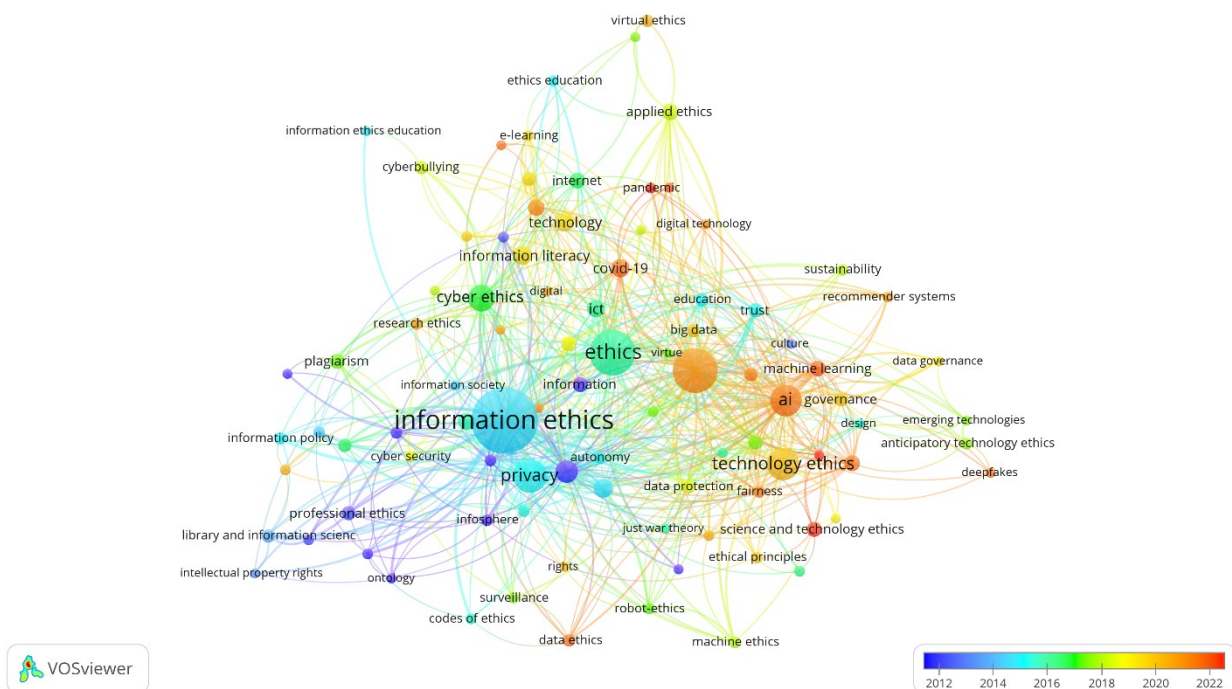 virtual ethics
ethics education
applied ethics
information ethics education
e-learning
cyberbullying
internet
pandemic
technology
digital technology
information literacy
covid-19
sustainability
cyber ethics
digital
ict
education
trust
recommender systems
research ethics
big data
culture
ethics
virtue
plagiarism
machine learning
data governance
information society
information
ai
governance
information ethics
emerging technologies
design
information policy
anticipatory technology ethics
cyber security
autonomy
technology ethics
deepfakes
privacy
data protection
fairness
professional ethics
infosphere
just war theory
science and technology ethics
library and information scienc
ethical principles
intellectual property rights
ontology
rights
surveillance
robot-ethics
codes of ethics
data ethics
machine ethics
VOSviewer
2012 2014 2016 2018 2020 2022